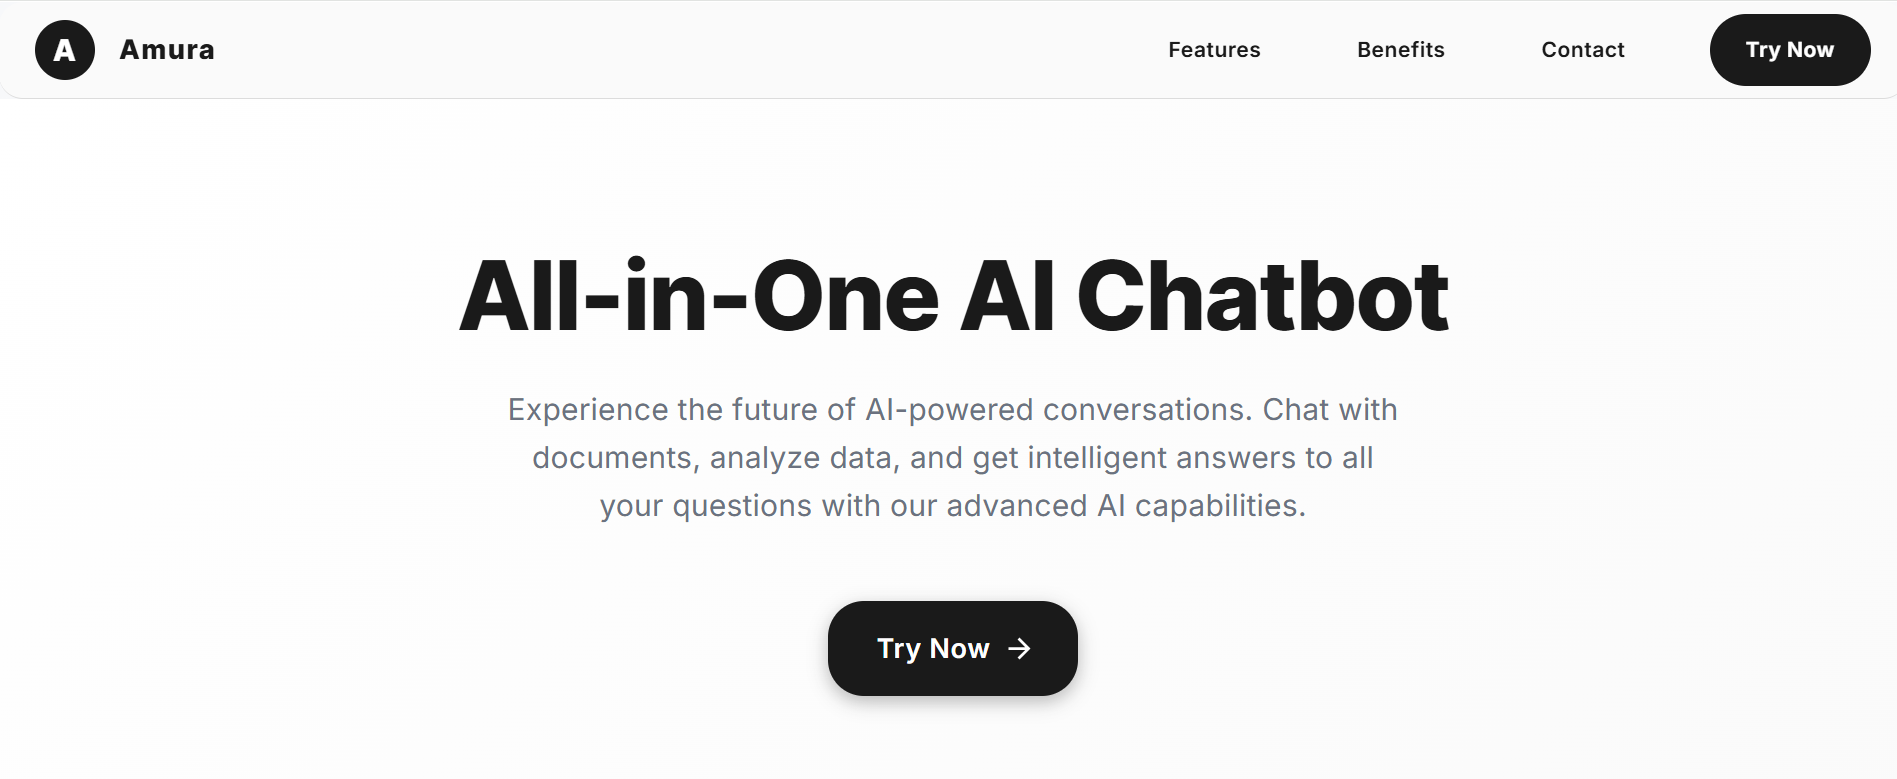 A Amura Features Benefits Contact Try Now
All-in-One AI Chatbot
Experience the future of AI-powered conversations. Chat with
documents, analyze data, and get intelligent answers to all
your questions with our advanced AI capabilities.
Try Now →